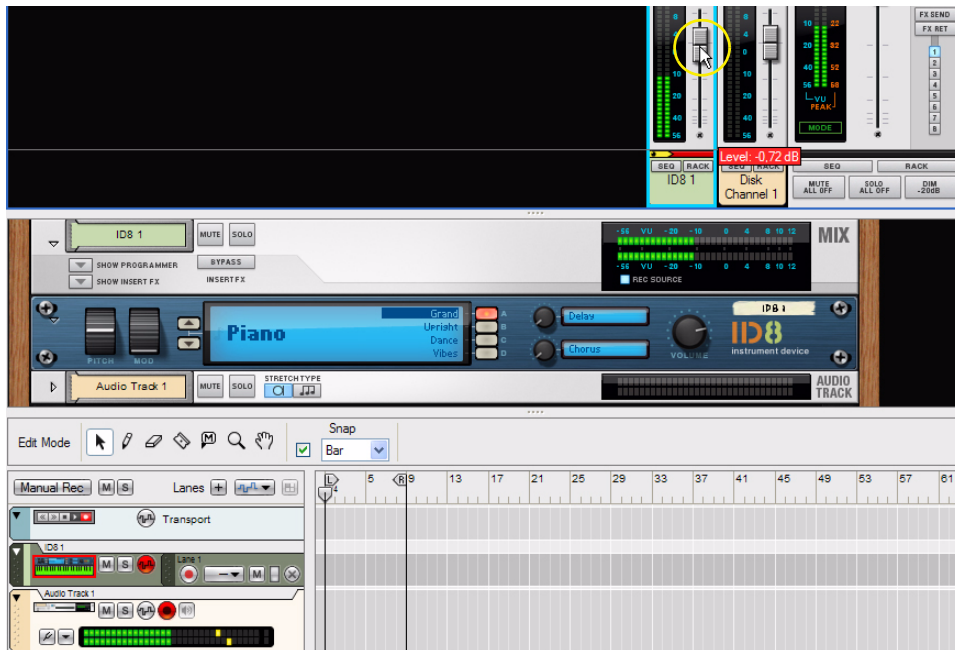 FX SEND
FX RET
8 8
4 4 10 22
0 20 32
10 10 40 52
20 20 56 68
40 40 VU
PEAK
56 56 MODE
1
2
3
4
5
6
7
8
Level: -0,72 dB
SEQ RACK SEQ RACK SEQ RACK
ID8 1 Disk
Channel 1
MUTE
ALL OFF
SOLO
ALL OFF
DIM
-20dB
ID8 1 MUTE SOLO
-56 VU -20 -10 0 4 8 10 12 MIX
SHOW PROGRAMMER BYPASS
SHOW INSERT FX INSERT FX
-56 VU -20 -10 0 4 8 10 12
REC SOURCE
PITCH MOD
Piano
Grand A
Upright B
Dance C
Vibes D
Delay
Chorus
VOLUME
ID8 1
ID8
instrument device
Audio Track 1 MUTE SOLO STRETCH TYPE
AUDIO
TRACK
Edit Mode M Snap
Bar
Manual Rec M S Lanes +
L 5 R 9 13 17 21 25 29 33 37 41 45 49 53 57 61
4
Transport
ID8 1
M S Lane 1 M
Audio Track 1
M S